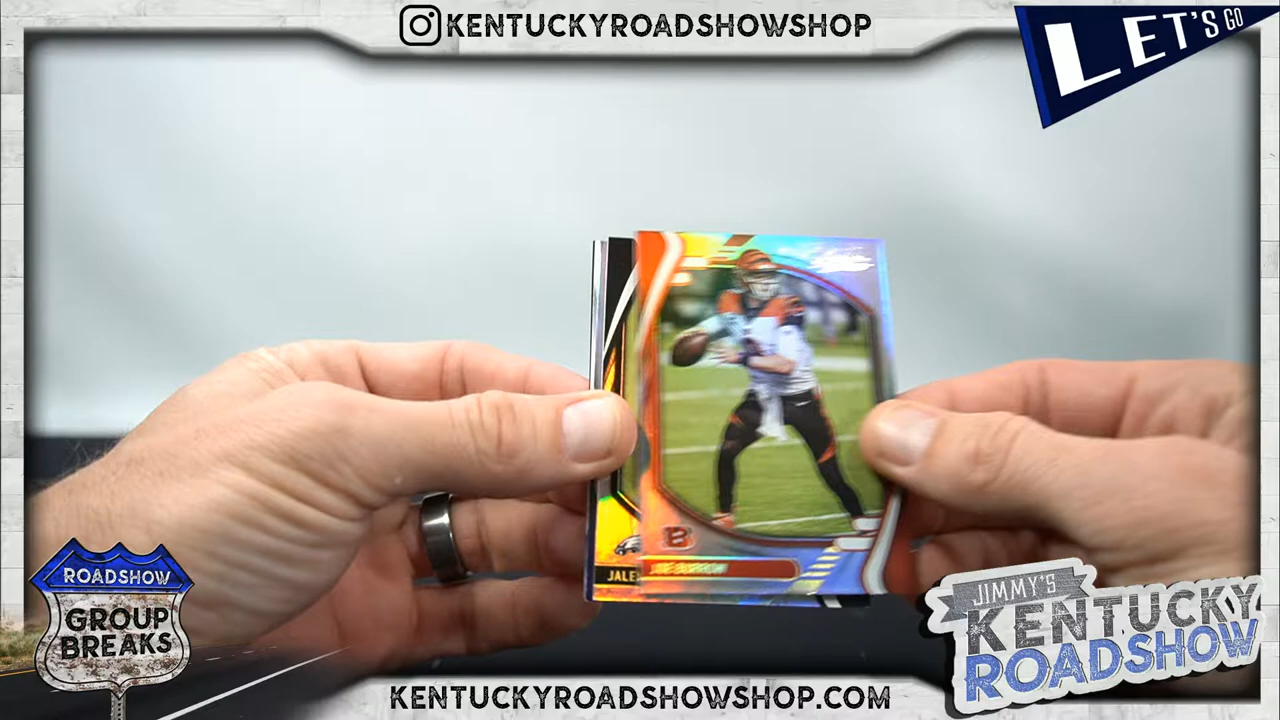 KENTUCKYROADSHOWSHOP
LET'S GO
B
JALE
JOE BURROW
ROADSHOW
GROUP
BREAKS
JIMMY'S
KENTUCKY
ROADSHOW
KENTUCKYROADSHOWSHOP.COM